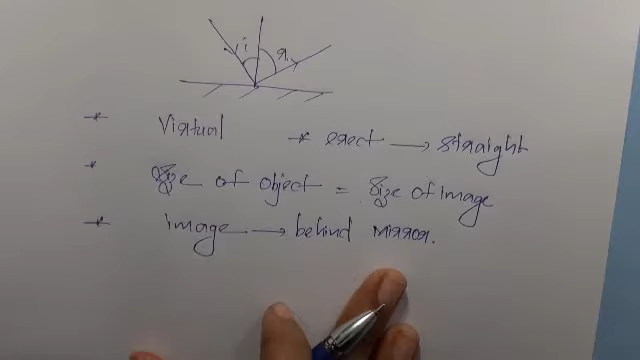 i r
* Virtual * erect → straight
* Size of object = Size of Image
* Image → behind Mirror.